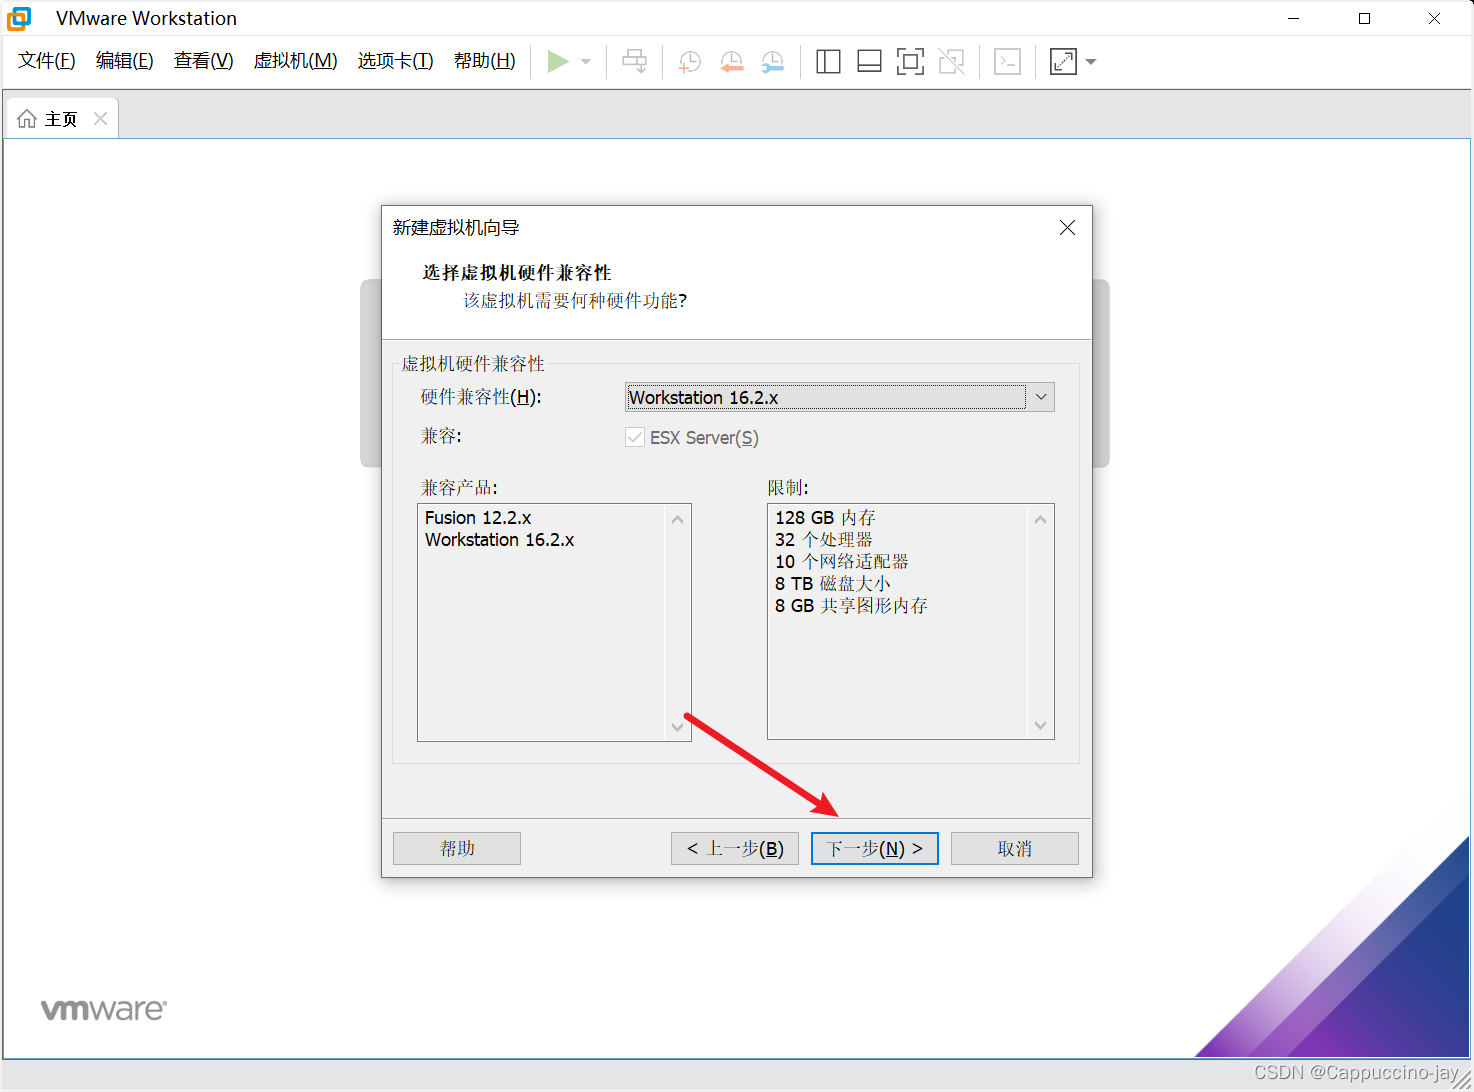 VMware Workstation
文件(F) 编辑(E) 查看(V) 虚拟机(M) 选项卡(T) 帮助(H)
主页
新建虚拟机向导
选择虚拟机硬件兼容性
该虚拟机需要何种硬件功能?
虚拟机硬件兼容性
硬件兼容性(H): Workstation 16.2.x
兼容: ESX Server(S)
兼容产品:
Fusion 12.2.x
Workstation 16.2.x
限制:
128 GB 内存
32 个处理器
10 个网络适配器
8 TB 磁盘大小
8 GB 共享图形内存
帮助 < 上一步(B) 下一步(N) > 取消
vmware®
CSDN @Cappuccino-jay